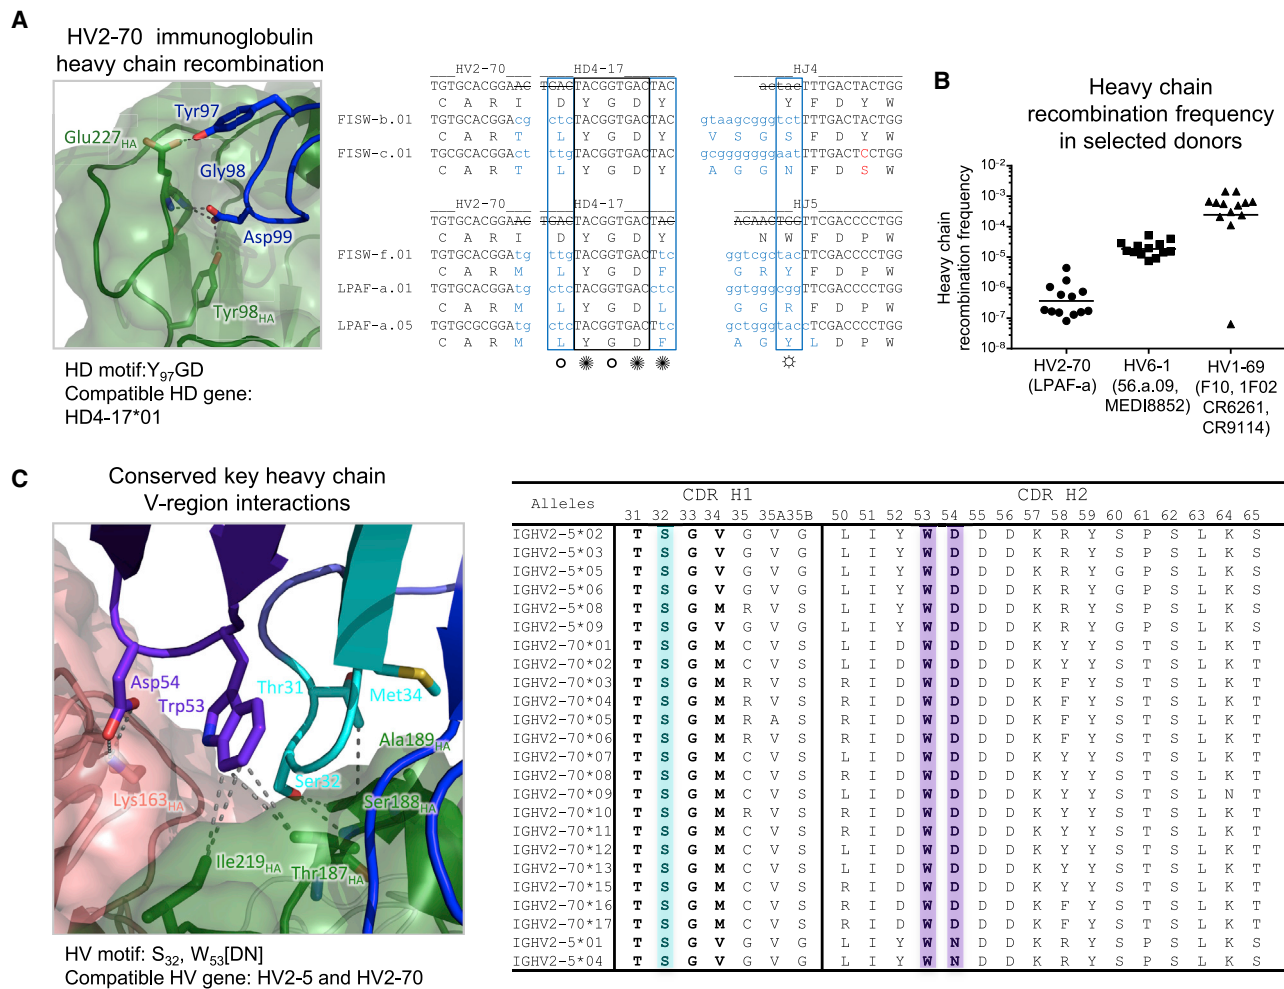 A
HV2-70 immunoglobulin
heavy chain recombination
Tyr97
Glu227HA
Gly98
Asp99
Tyr98HA
HD motif:Y97GD
Compatible HD gene:
HD4-17*01
HV2-70 HD4-17 HJ4
TGTGCACGGAAC TGACTACGGTGACTAC actacTTTGACTACTGG
C A R I D Y G D Y Y F D Y W
FISW-b.01 TGTGCACGGAcg ctcTACGGTGACTAC gtaagcgggtctTTTGACTACTGG
C A R T L Y G D Y V S G S F D Y W
FISW-c.01 TGCGCACGGAct ttgTACGGTGACTAC gcgggggggaatTTTGACTCCTGG
C A R T L Y G D Y A G G N F D S W
HV2-70 HD4-17 HJ5
TGTGCACGGAAC TGACTACGGTGACTAC ACAACTGGTTCGACCCCTGG
C A R I D Y G D Y N W F D P W
FISW-f.01 TGTGCACGGAtg ttgTACGGTGACTtc ggtcgctacTTCGACCCCTGG
C A R M L Y G D F G R Y F D P W
LPAF-a.01 TGTGCACGGAtg ctcTACGGTGACctc ggtgggcggTTCGACCCCTGG
C A R M L Y G D L G G R F D P W
LPAF-a.05 TGTGCGCGGAtg ctcTACGGTGACTtc gctgggtaccTCGACCCCTGG
C A R M L Y G D F A G Y L D P W
B
Heavy chain
recombination frequency
in selected donors
Heavy chain
recombination frequency
10-2
10-3
10-4
10-5
10-6
10-7
10-8
HV2-70 HV6-1 HV1-69
(LPAF-a) (56.a.09, (F10, 1F02
MEDI8852) CR6261,
CR9114)
C
Conserved key heavy chain
V-region interactions
Asp54
Trp53
Thr31
Met34
Ala189HA
Ser32
Lys163HA
Ser188HA
Ile219HA
Thr187HA
HV motif: S32, W53[DN]
Compatible HV gene: HV2-5 and HV2-70
Alleles CDR H1 CDR H2
31 32 33 34 35 35A35B 50 51 52 53 54 55 56 57 58 59 60 61 62 63 64 65
IGHV2-5*02 T S G V G V G L I Y W D D D K R Y S P S L K S
IGHV2-5*03 T S G V G V G L I Y W D D D K R Y S P S L K S
IGHV2-5*05 T S G V G V G L I Y W D D D K R Y G P S L K S
IGHV2-5*06 T S G V G V G L I Y W D D D K R Y G P S L K S
IGHV2-5*08 T S G M R V S L I Y W D D D K R Y S P S L K S
IGHV2-5*09 T S G V G V G L I Y W D D D K R Y G P S L K S
IGHV2-70*01 T S G M C V S L I D W D D D K Y Y S T S L K T
IGHV2-70*02 T S G M C V S L I D W D D D K Y Y S T S L K T
IGHV2-70*03 T S G M R V S R I D W D D D K F Y S T S L K T
IGHV2-70*04 T S G M R V S R I D W D D D K F Y S T S L K T
IGHV2-70*05 T S G M R A S R I D W D D D K F Y S T S L K T
IGHV2-70*06 T S G M R V S R I D W D D D K F Y S T S L K T
IGHV2-70*07 T S G M C V S L I D W D D D K Y Y S T S L K T
IGHV2-70*08 T S G M C V S R I D W D D D K Y Y S T S L K T
IGHV2-70*09 T S G M C V S L I D W D D D K Y Y S T S L N T
IGHV2-70*10 T S G M R V S R I D W D D D K Y Y S T S L K T
IGHV2-70*11 T S G M C V S R I D W D D D K Y Y S T S L K T
IGHV2-70*12 T S G M C V S L I D W D D D K Y Y S T S L K T
IGHV2-70*13 T S G M C V S L I D W D D D K Y Y S T S L K T
IGHV2-70*15 T S G M C V S R I D W D D D K Y Y S T S L K T
IGHV2-70*16 T S G M C V S R I D W D D D K F Y S T S L K T
IGHV2-70*17 T S G M C V S R I D W D D D K F Y S T S L K T
IGHV2-5*01 T S G V G V G L I Y W N D D K R Y S P S L K S
IGHV2-5*04 T S G V G V G L I Y W N D D K R Y S P S L K S